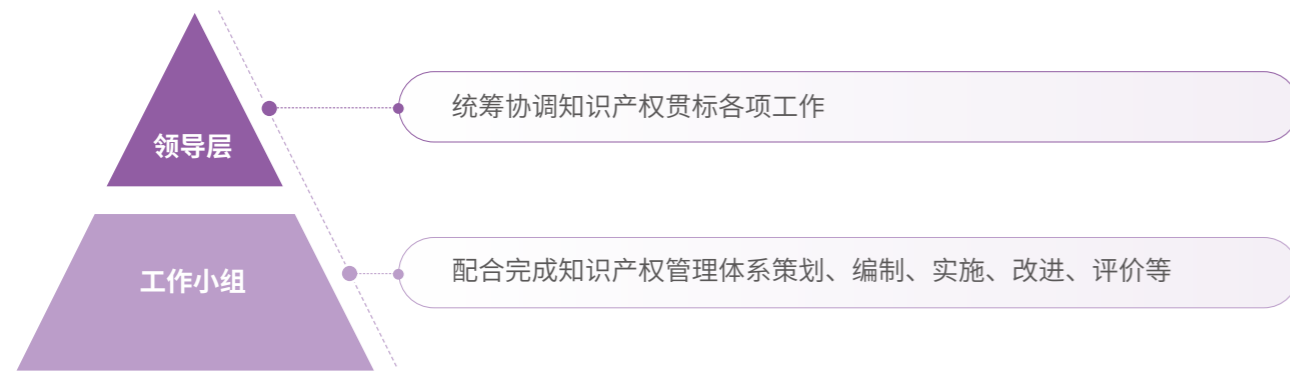 领导层
统筹协调知识产权贯标各项工作
工作小组
配合完成知识产权管理体系策划、编制、实施、改进、评价等